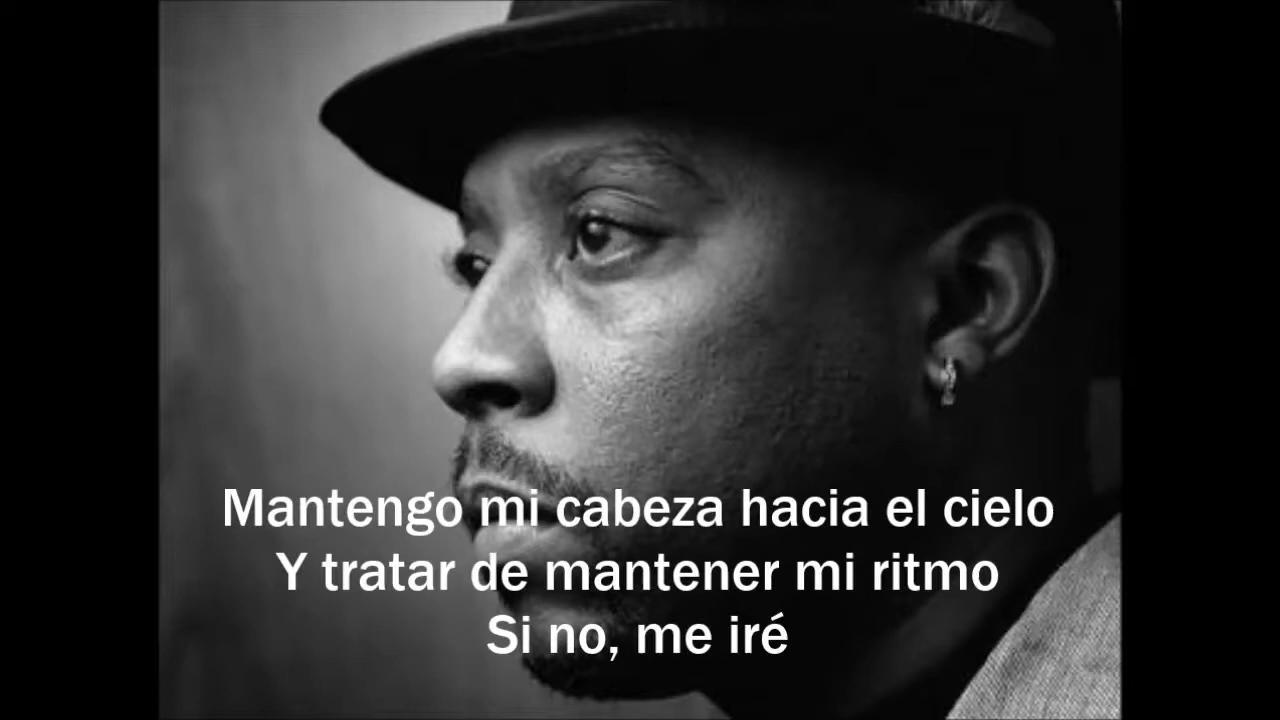 Mantengo mi cabeza hacia el cielo
Y tratar de mantener mi ritmo
Si no, me iré